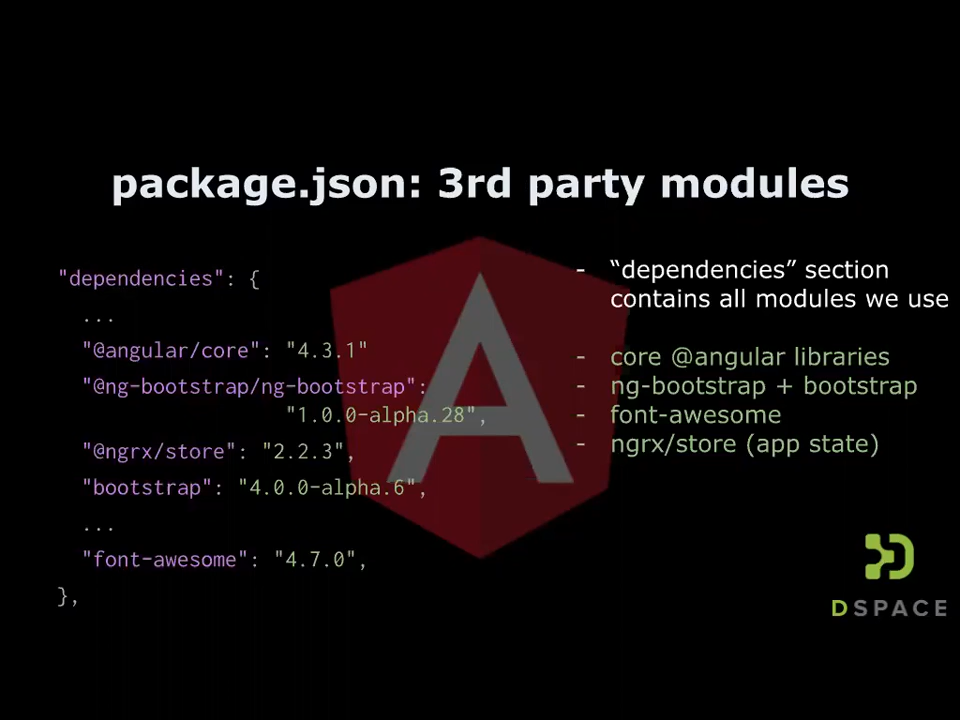 package.json: 3rd party modules
"dependencies": {
...
"@angular/core": "4.3.1"
"@ng-bootstrap/ng-bootstrap":
"1.0.0-alpha.28",
"@ngrx/store": "2.2.3",
"bootstrap": "4.0.0-alpha.6",
...
"font-awesome": "4.7.0",
},
- “dependencies” section
contains all modules we use
- core @angular libraries
- ng-bootstrap + bootstrap
- font-awesome
- ngrx/store (app state)
A
DSPACE